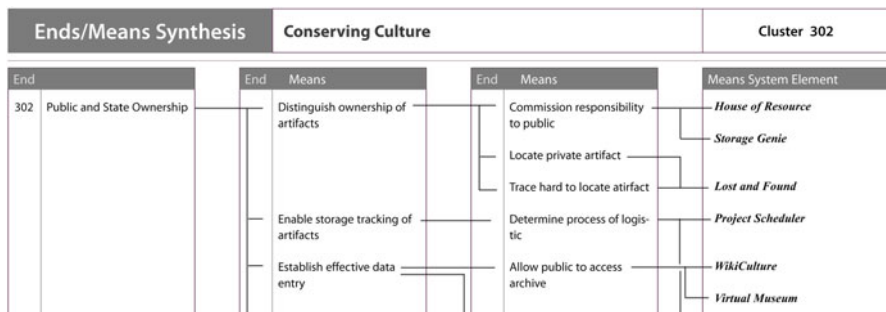 Ends/Means Synthesis
Conserving Culture
Cluster 302
End
End Means
End Means
Means System Element
302 Public and State Ownership
Distinguish ownership of
artifacts
Commission responsibility
to public
House of Resource
Storage Genie
Locate private artifact
Trace hard to locate atirfact
Lost and Found
Enable storage tracking of
artifacts
Determine process of logis-
tic
Project Scheduler
Establish effective data
entry
Allow public to access
archive
WikiCulture
Virtual Museum